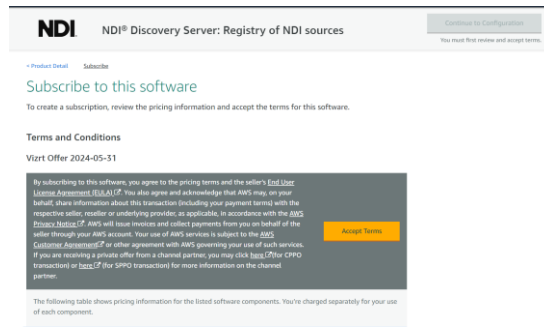 NDI.
NDI® Discovery Server: Registry of NDI sources
Continue to Configuration
You must first review and accept terms.
< Product Detail Subscribe
Subscribe to this software
To create a subscription, review the pricing information and accept the terms for this software.
Terms and Conditions
Vizrt Offer 2024-05-31
By subscribing to this software, you agree to the pricing terms and the seller's End User
License Agreement (EULA). You also agree and acknowledge that AWS may, on your
behalf, share information about this transaction (including your payment terms) with the
respective seller, reseller or underlying provider, as applicable, in accordance with the AWS
Privacy Notice. AWS will issue invoices and collect payments from you on behalf of the
seller through your AWS account. Your use of AWS services is subject to the AWS
Customer Agreement or other agreement with AWS governing your use of such services.
If you are receiving a private offer from a channel partner, you may click here (for CPPO
transaction) or here (for SPPO transaction) for more information on the channel
partner.
Accept Terms
The following table shows pricing information for the listed software components. You're charged separately for your use
of each component.